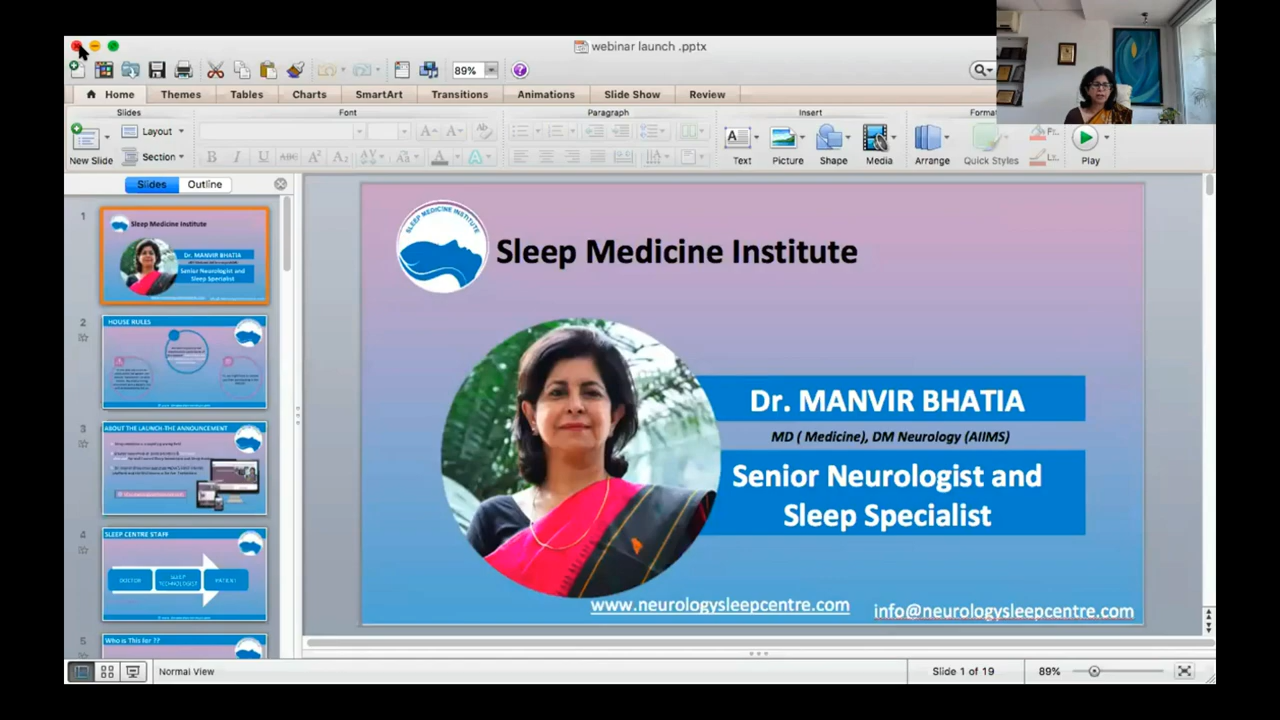 webinar launch .pptx
89%
Home
Themes
Tables
Charts
SmartArt
Transitions
Animations
Slide Show
Review
Slides
Font
Paragraph
Insert
New Slide
Layout
Section
Text
Picture
Shape
Media
Arrange
Quick Styles
Play
Slides
Outline
1
Sleep Medicine Institute
Dr. MANVIR BHATIA
Senior Neurologist and
Sleep Specialist
2
HOUSE RULES
3
ABOUT THE LAUNCH-THE ANNOUNCEMENT
4
SLEEP CENTRE STAFF
DOCTOR
SLEEP
TECHNOLOGIST
PATIENT
5
Who is This for ??
SLEEP MEDICINE INSTITUTE
Sleep Medicine Institute
Dr. MANVIR BHATIA
MD ( Medicine), DM Neurology (AIIMS)
Senior Neurologist and
Sleep Specialist
www.neurologysleepcentre.com
info@neurologysleepcentre.com
Normal View
Slide 1 of 19
89%